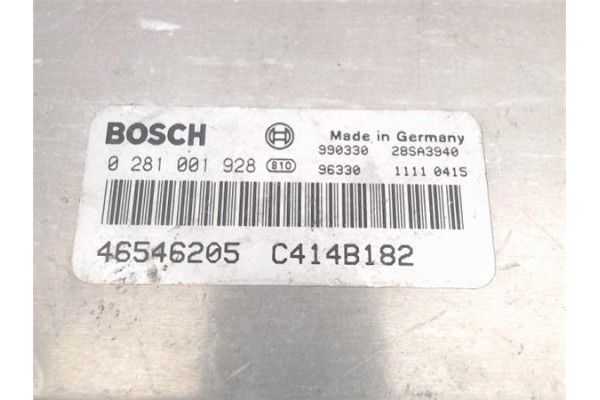 BOSCH Made in Germany
990330 28SA3940
0 281 001 928 810 96330 1111 0415
46546205 C414B182